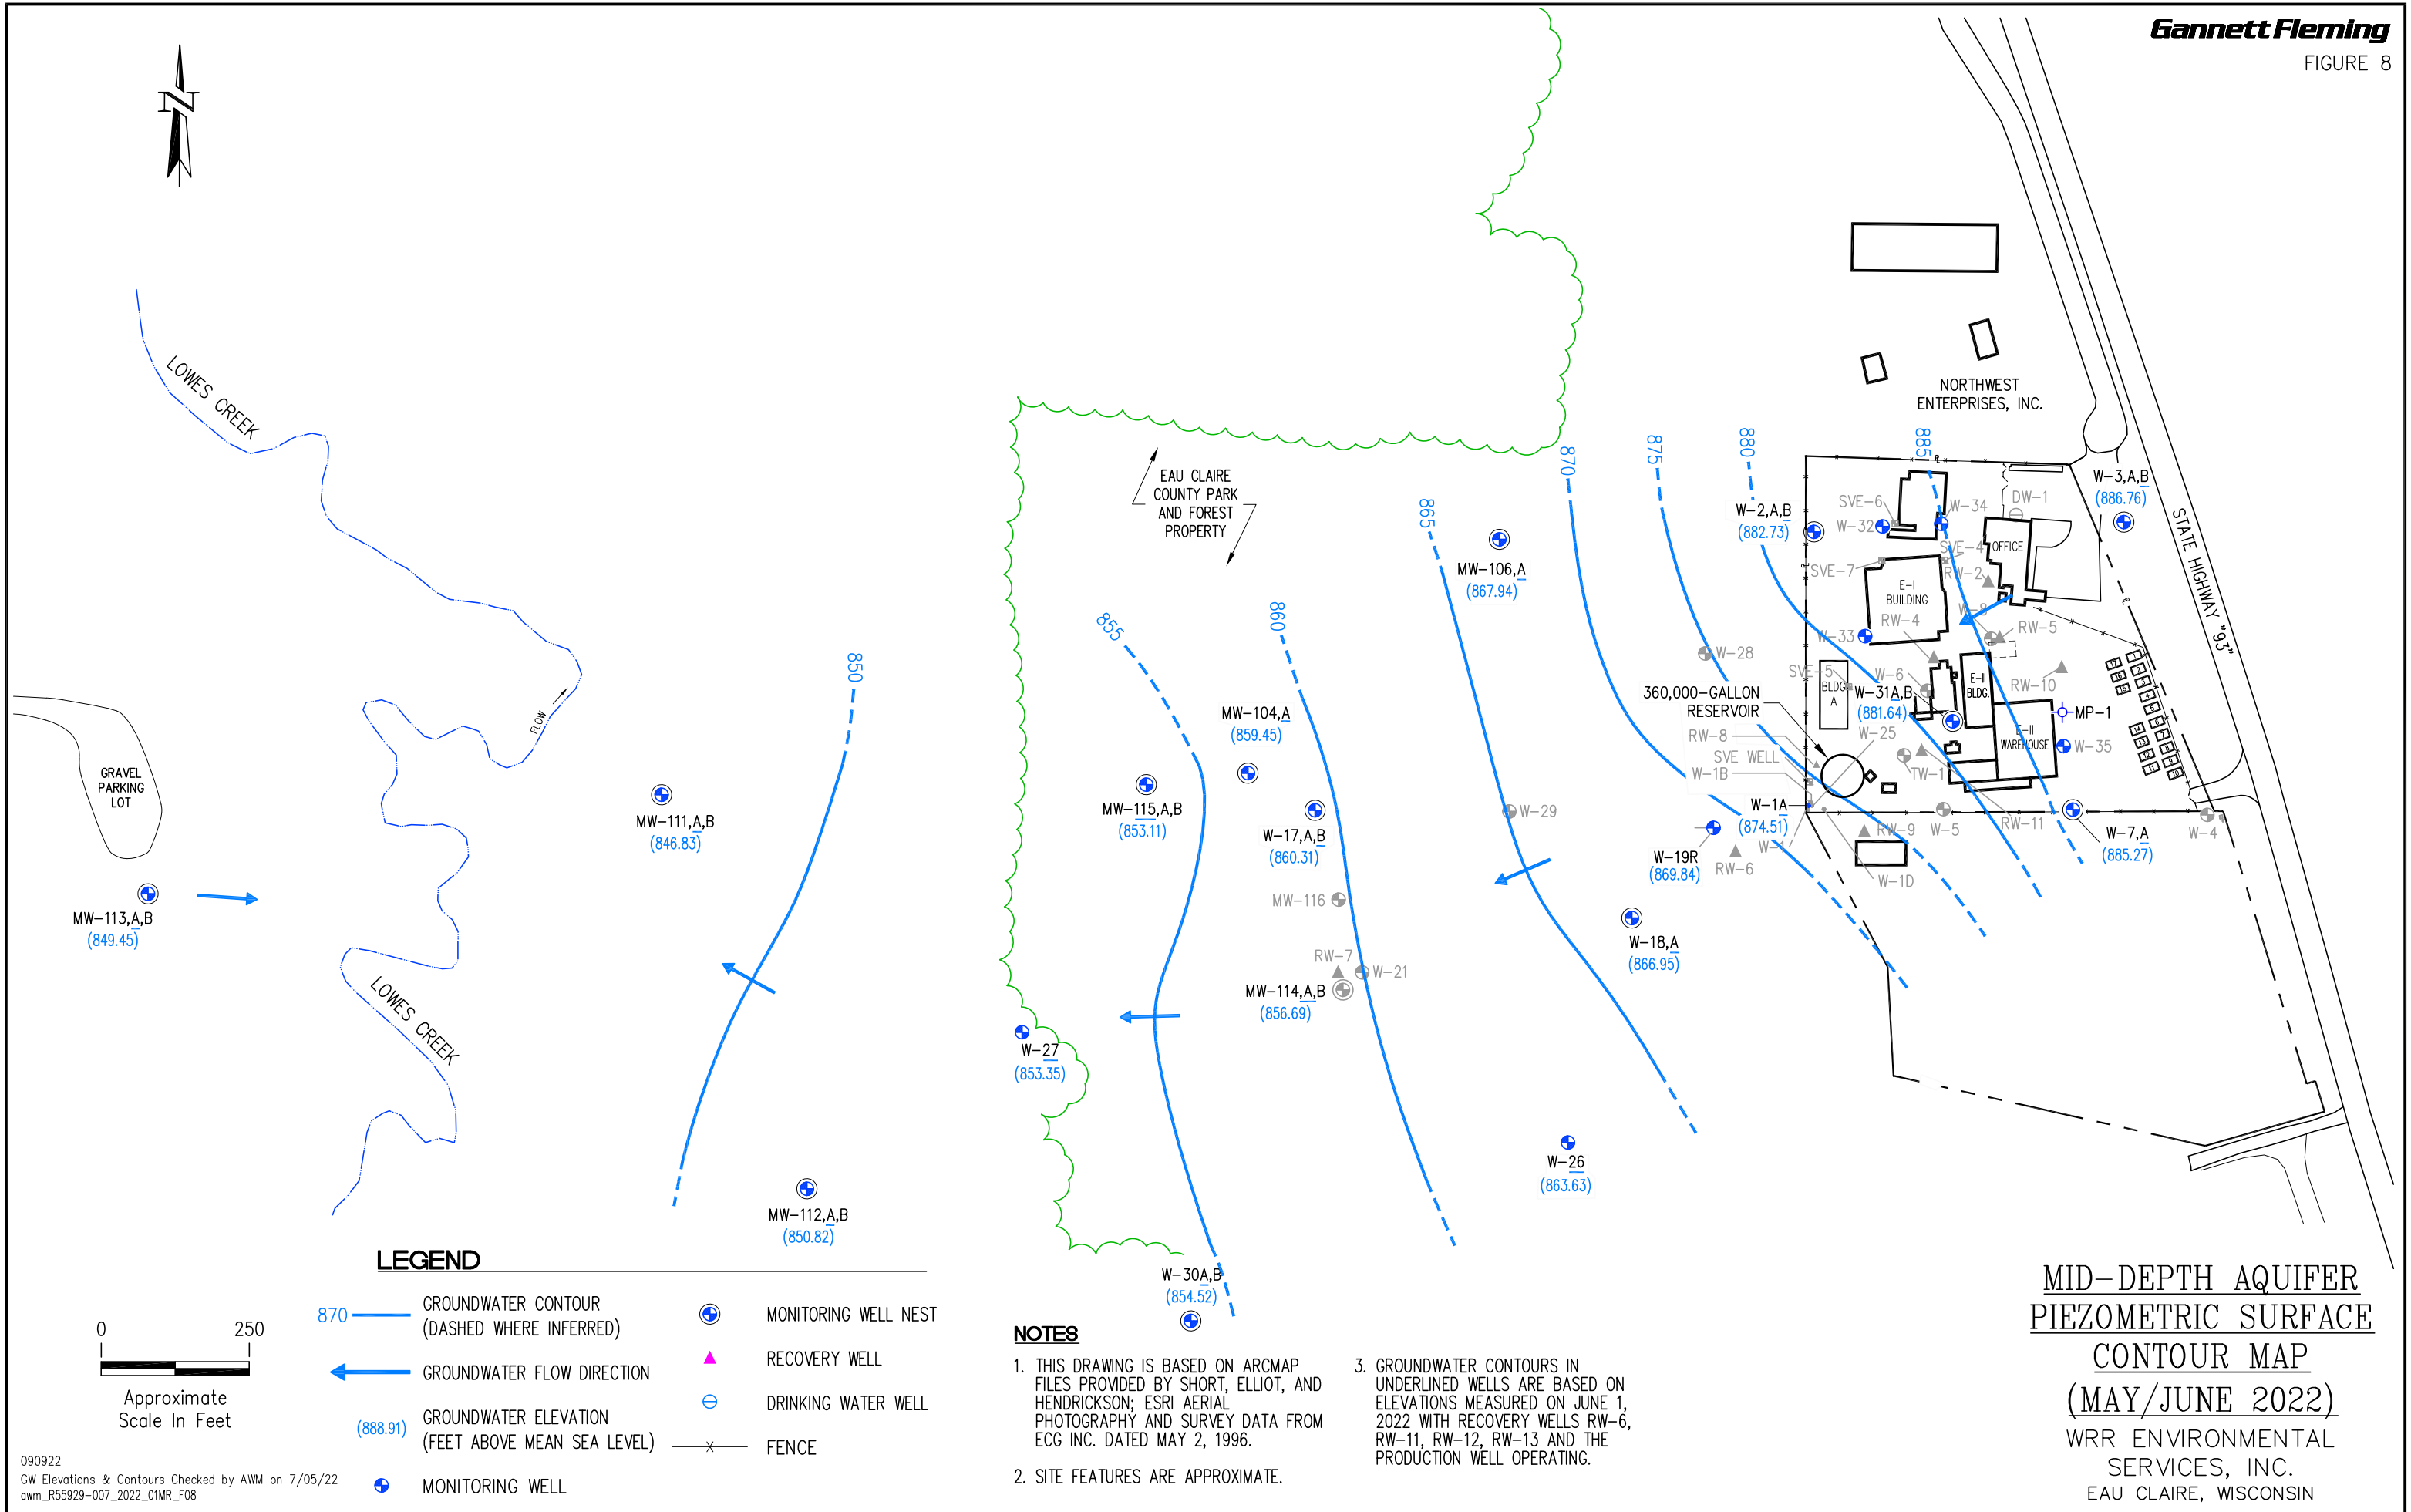 Gannett Fleming
FIGURE 8
N
LOWES CREEK
FLOW
GRAVEL
PARKING
LOT
MW-113,A,B
(849.45)
LOWES CREEK
MW-111,A,B
(846.83)
850
MW-112,A,B
(850.82)
EAU CLAIRE
COUNTY PARK
AND FOREST
PROPERTY
855
860
865
870
875
880
885
MW-106,A
(867.94)
MW-104,A
(859.45)
MW-115,A,B
(853.11)
W-17,A,B
(860.31)
W-29
MW-116
RW-7
W-21
MW-114,A,B
(856.69)
W-27
(853.35)
W-30A,B
(854.52)
W-26
(863.63)
W-18,A
(866.95)
W-19R
(869.84)
RW-6
W-28
360,000-GALLON
RESERVOIR
RW-8
SVE WELL
W-1B
W-1A
(874.51)
W-1
W-1D
RW-9
W-5
RW-11
W-7,A
(885.27)
W-4
NORTHWEST
ENTERPRISES, INC.
W-2,A,B
(882.73)
SVE-6
W-32
W-34
DW-1
W-3,A,B
(886.76)
STATE HIGHWAY "93"
SVE-7
SVE-4
OFFICE
RW-2
E-I
BUILDING
RW-4
W-8
RW-5
W-33
SVE-5
BLDG
A
W-6
W-31A,B
(881.64)
E-II
BLDG.
RW-10
MP-1
E-II
WAREHOUSE
W-35
W-25
TW-1
LEGEND
870
GROUNDWATER CONTOUR
(DASHED WHERE INFERRED)
GROUNDWATER FLOW DIRECTION
(888.91)
GROUNDWATER ELEVATION
(FEET ABOVE MEAN SEA LEVEL)
MONITORING WELL
MONITORING WELL NEST
RECOVERY WELL
DRINKING WATER WELL
X
FENCE
0 250
Approximate
Scale In Feet
090922
GW Elevations & Contours Checked by AWM on 7/05/22
awm_R55929-007_2022_01MR_F08
NOTES
1. THIS DRAWING IS BASED ON ARCMAP
FILES PROVIDED BY SHORT, ELLIOT, AND
HENDRICKSON; ESRI AERIAL
PHOTOGRAPHY AND SURVEY DATA FROM
ECG INC. DATED MAY 2, 1996.
2. SITE FEATURES ARE APPROXIMATE.
3. GROUNDWATER CONTOURS IN
UNDERLINED WELLS ARE BASED ON
ELEVATIONS MEASURED ON JUNE 1,
2022 WITH RECOVERY WELLS RW-6,
RW-11, RW-12, RW-13 AND THE
PRODUCTION WELL OPERATING.
MID-DEPTH AQUIFER
PIEZOMETRIC SURFACE
CONTOUR MAP
(MAY/JUNE 2022)
WRR ENVIRONMENTAL
SERVICES, INC.
EAU CLAIRE, WISCONSIN